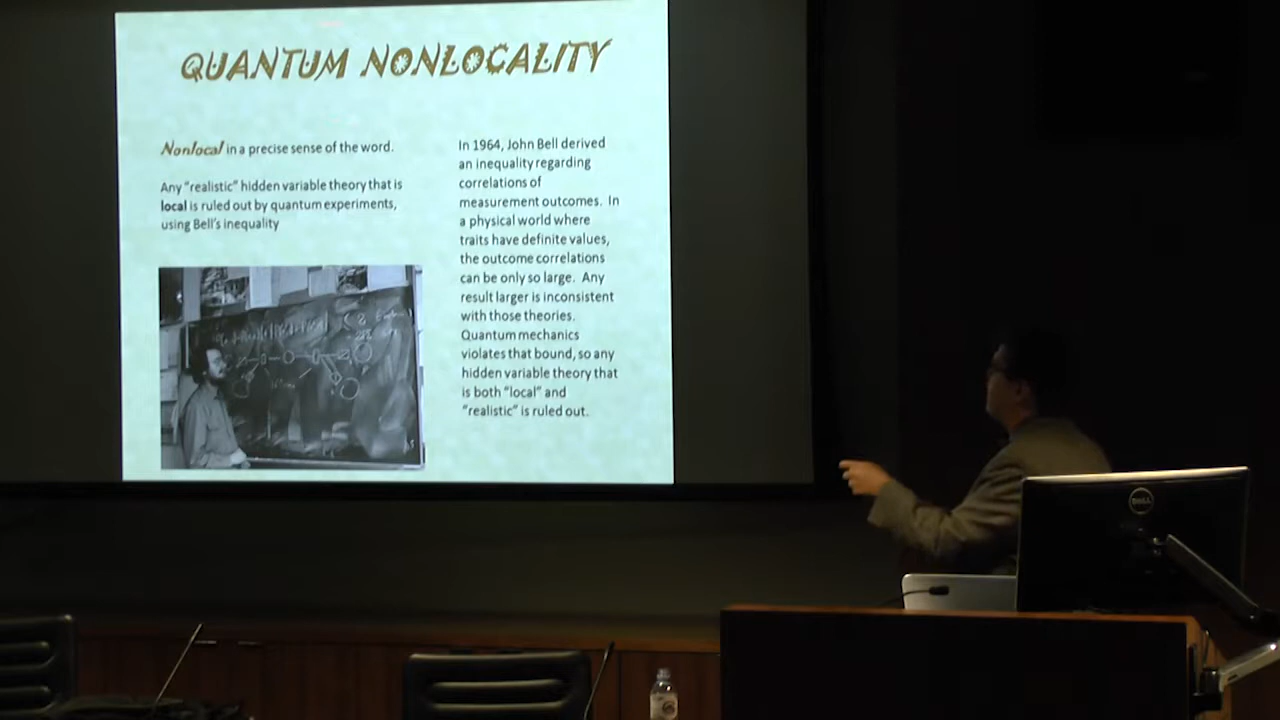 QUANTUM NONLOCALITY
Nonlocal in a precise sense of the word.
Any "realistic" hidden variable theory that is
local is ruled out by quantum experiments,
using Bell's inequality
In 1964, John Bell derived
an inequality regarding
correlations of
measurement outcomes. In
a physical world where
traits have definite values,
the outcome correlations
can be only so large. Any
result larger is inconsistent
with those theories.
Quantum mechanics
violates that bound, so any
hidden variable theory that
is both "local" and
"realistic" is ruled out.
DELL